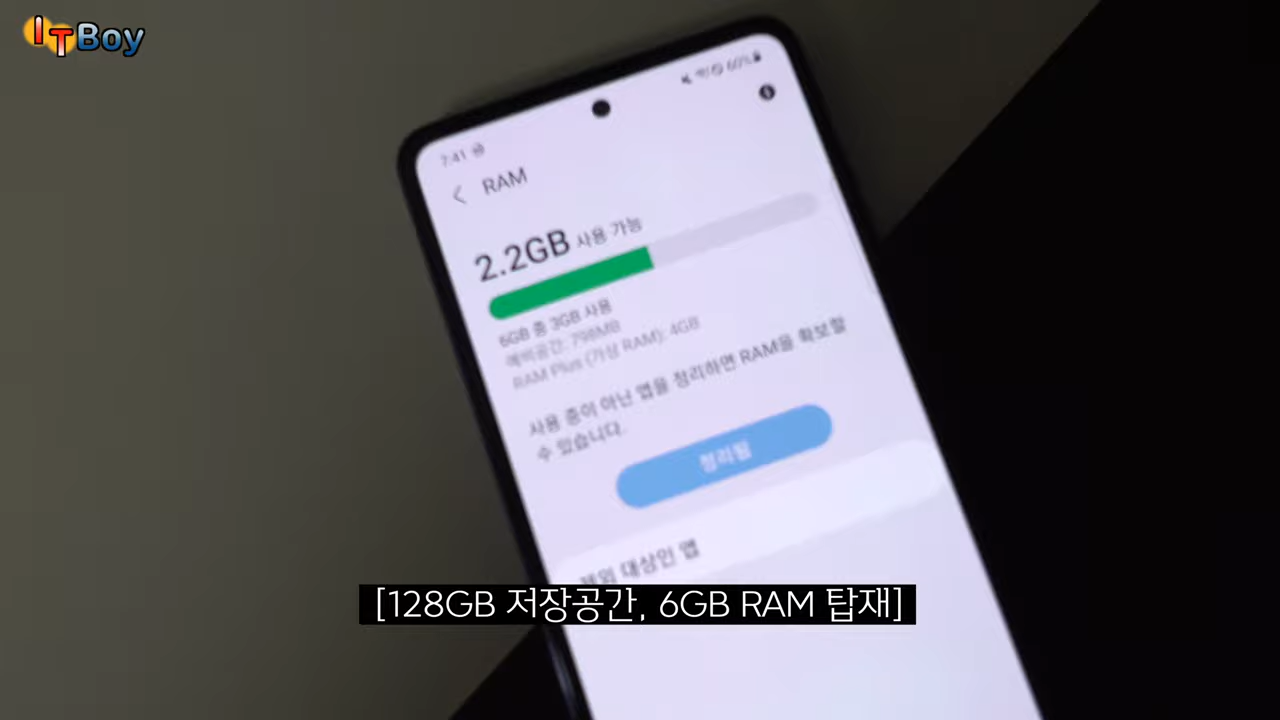 ITBoy
60%
7:41
RAM
2.2GB 사용 가능
6GB 중 3GB 사용
예비공간: 798MB
RAM Plus (가상 RAM): 4GB
사용 중이 아닌 앱을 정리하면 RAM을 확보할
수 있습니다.
정리됨
제외 대상인 앱
[128GB 저장공간, 6GB RAM 탑재]